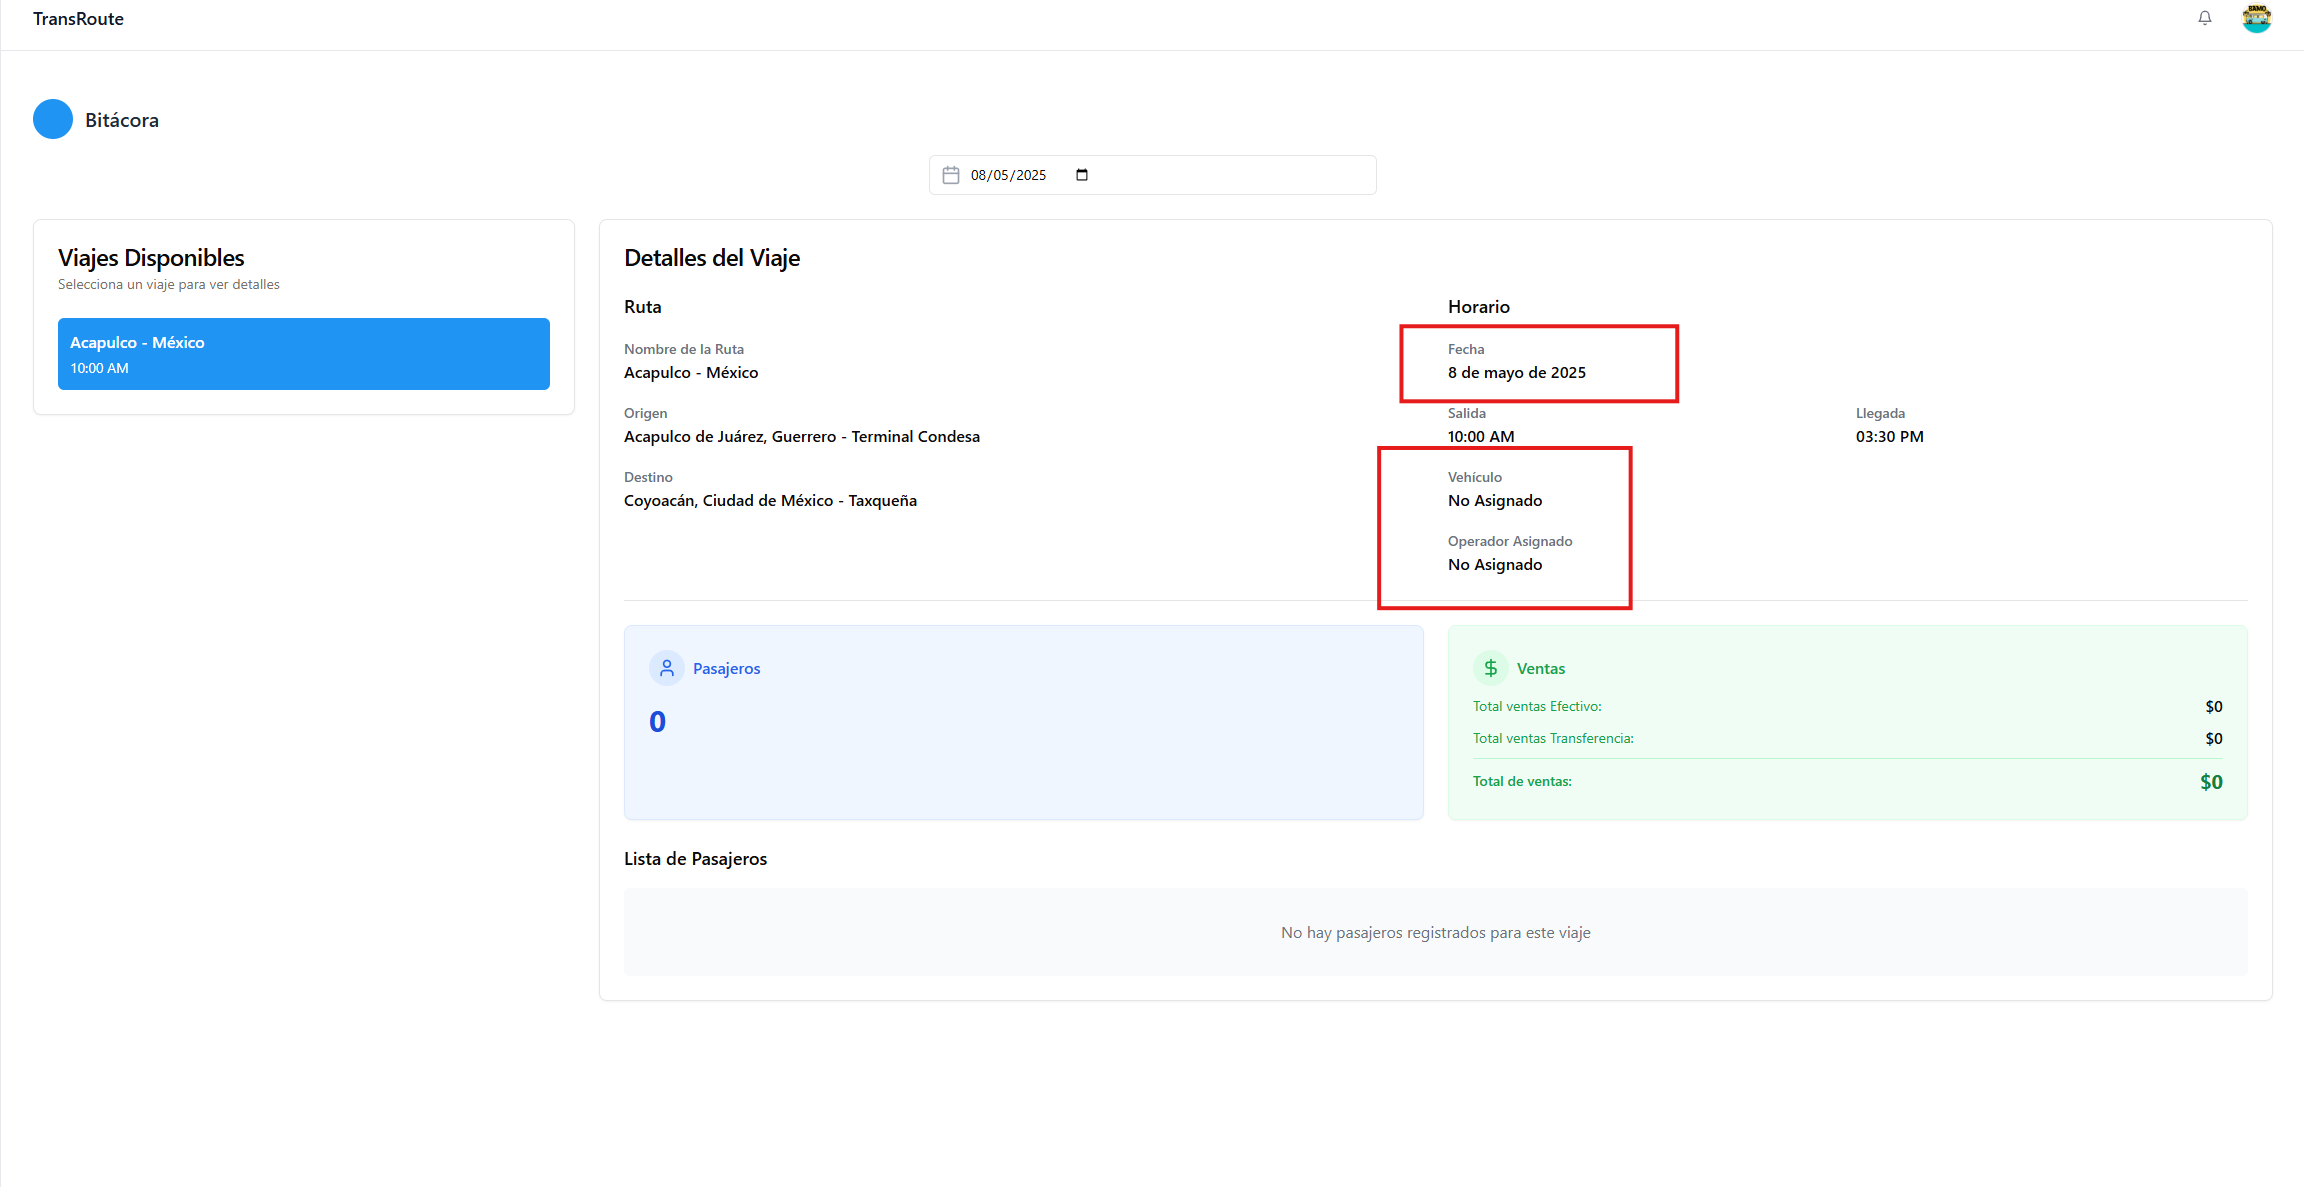 TransRoute
BAMO
Bitácora
08/05/2025
Viajes Disponibles
Selecciona un viaje para ver detalles
Acapulco - México
10:00 AM
Detalles del Viaje
Ruta
Nombre de la Ruta
Acapulco - México
Origen
Acapulco de Juárez, Guerrero - Terminal Condesa
Destino
Coyoacán, Ciudad de México - Taxqueña
Horario
Fecha
8 de mayo de 2025
Salida
10:00 AM
Llegada
03:30 PM
Vehículo
No Asignado
Operador Asignado
No Asignado
Pasajeros
0
Ventas
Total ventas Efectivo: $0
Total ventas Transferencia: $0
Total de ventas: $0
Lista de Pasajeros
No hay pasajeros registrados para este viaje